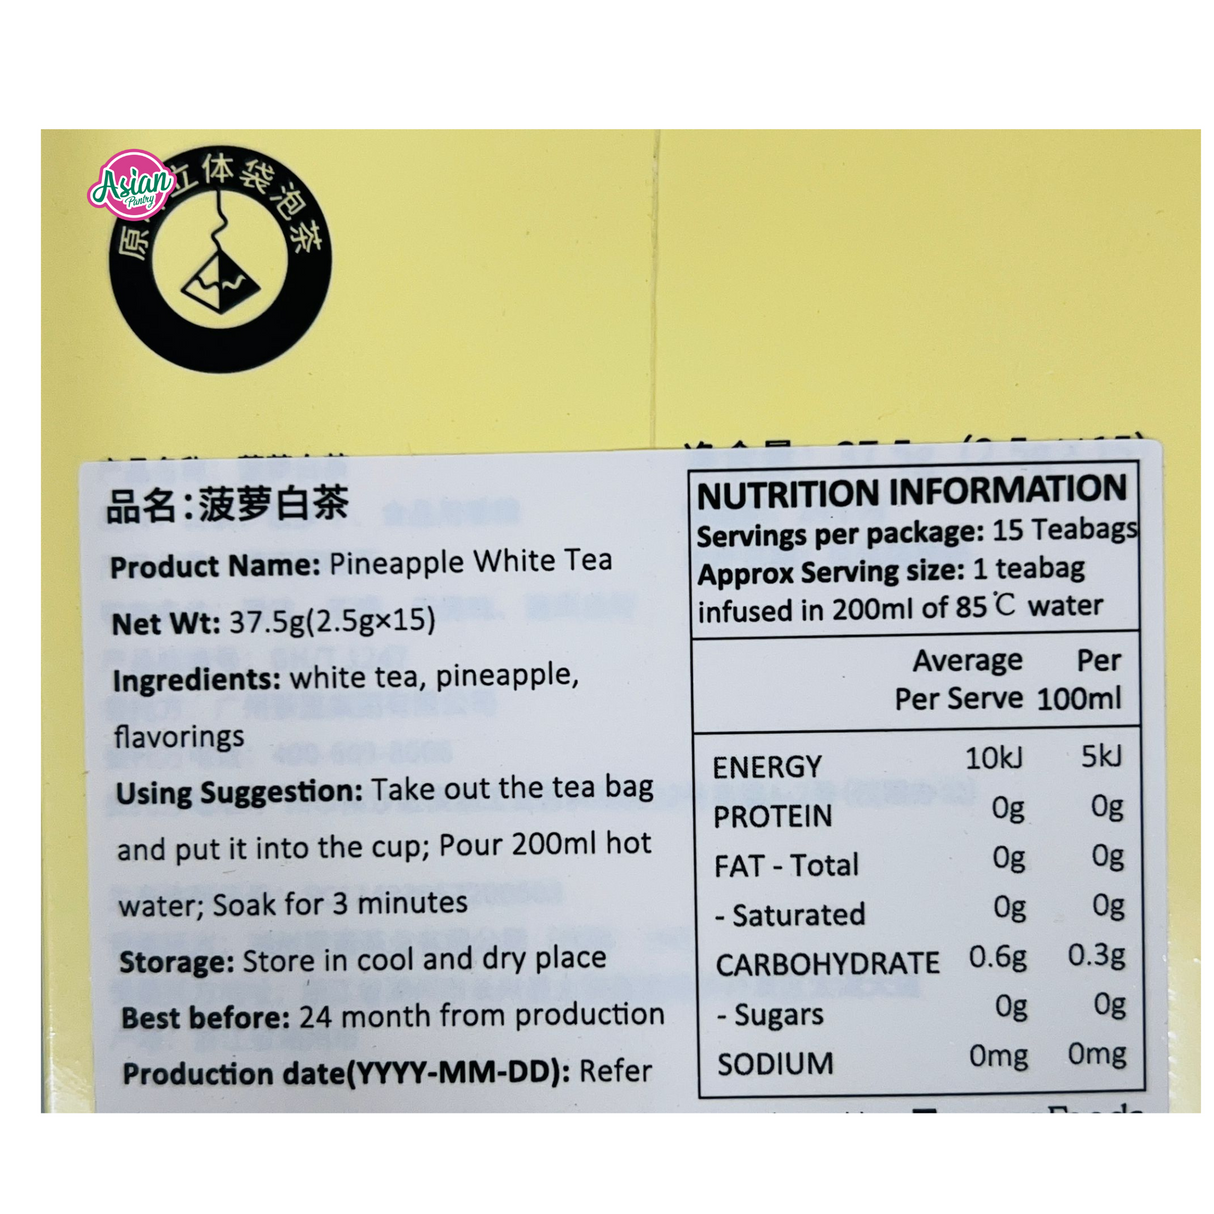 Asian
Pantry
原
立体袋泡茶
品名:菠萝白茶
Product Name: Pineapple White Tea
Net Wt: 37.5g(2.5g×15)
Ingredients: white tea, pineapple,
flavorings
Using Suggestion: Take out the tea bag
and put it into the cup; Pour 200ml hot
water; Soak for 3 minutes
Storage: Store in cool and dry place
Best before: 24 month from production
Production date(YYYY-MM-DD): Refer
NUTRITION INFORMATION
Servings per package: 15 Teabags
Approx Serving size: 1 teabag
infused in 200ml of 85℃ water
Average Per
Per Serve 100ml
ENERGY 10kJ 5kJ
PROTEIN 0g 0g
FAT - Total 0g 0g
- Saturated 0g 0g
CARBOHYDRATE 0.6g 0.3g
- Sugars 0g 0g
SODIUM 0mg 0mg